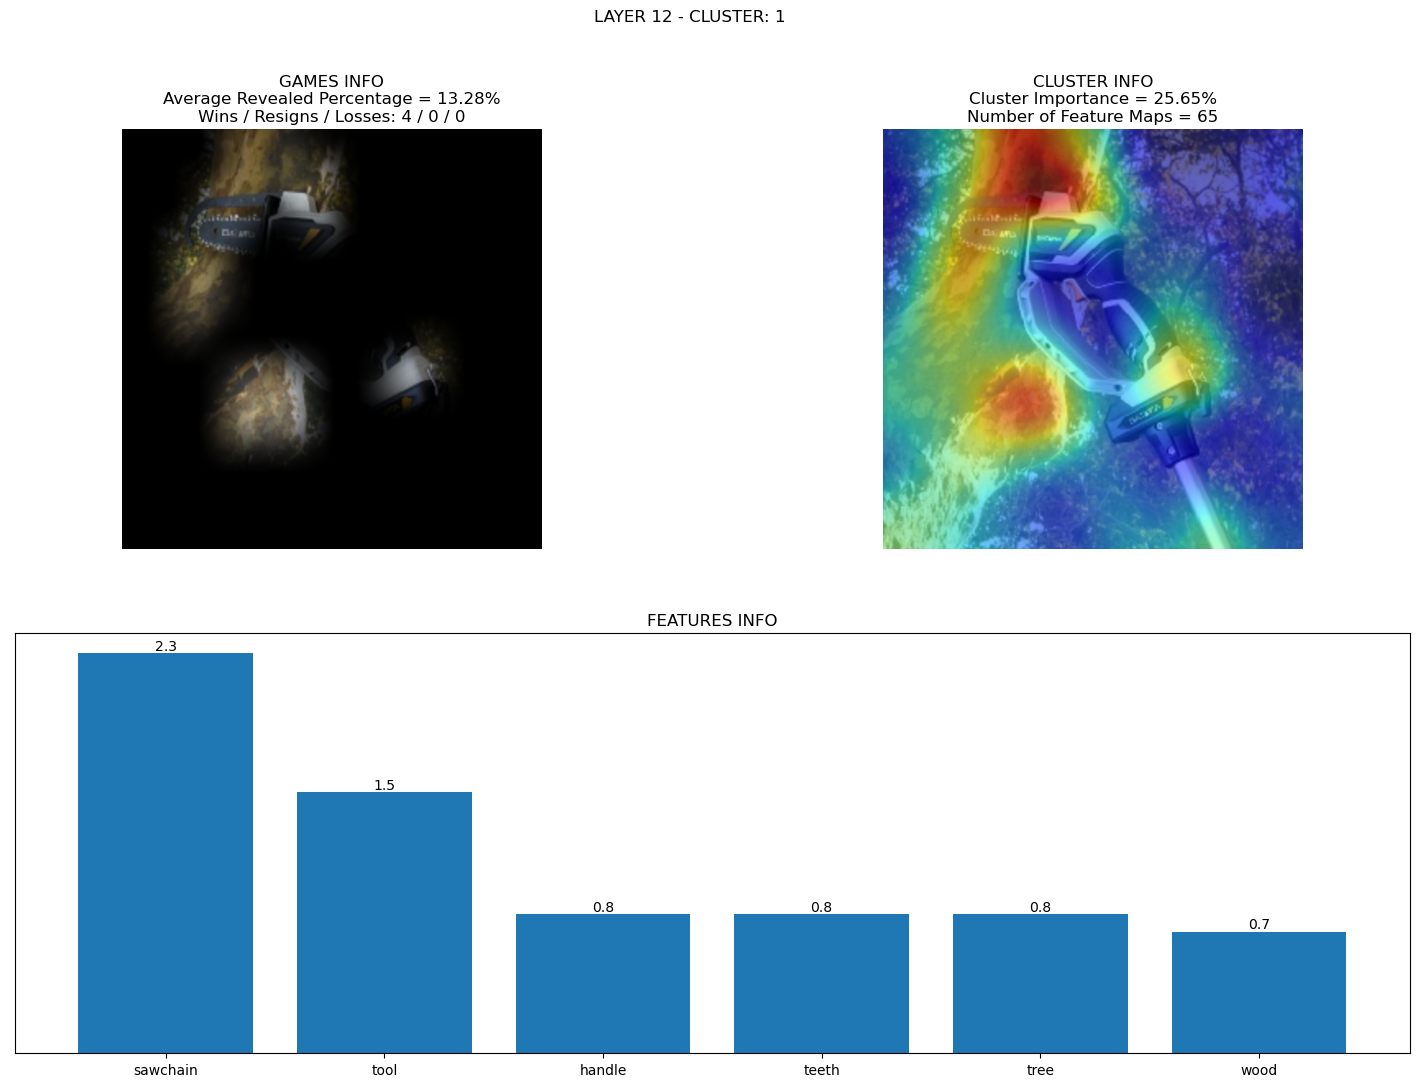 LAYER 12 - CLUSTER: 1
GAMES INFO
Average Revealed Percentage = 13.28%
Wins / Resigns / Losses: 4 / 0 / 0
CLUSTER INFO
Cluster Importance = 25.65%
Number of Feature Maps = 65
FEATURES INFO
2.3
1.5
0.8
0.8
0.8
0.7
sawchain
tool
handle
teeth
tree
wood